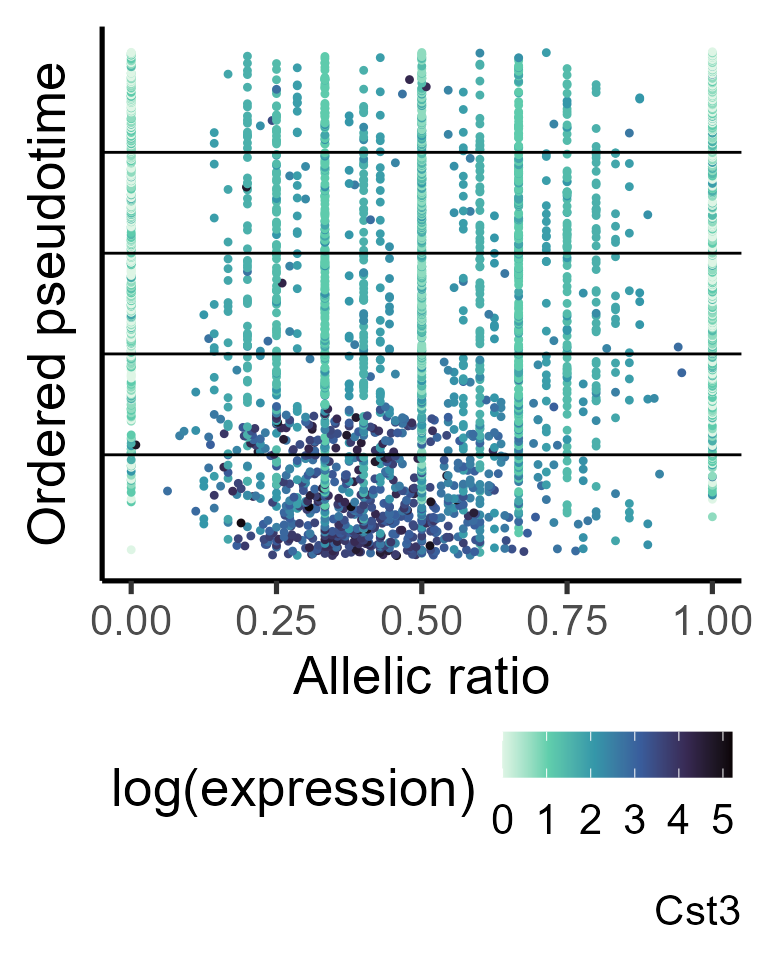 Ordered pseudotime
0.00 0.25 0.50 0.75 1.00
Allelic ratio
log(expression)
0 1 2 3 4 5
Cst3